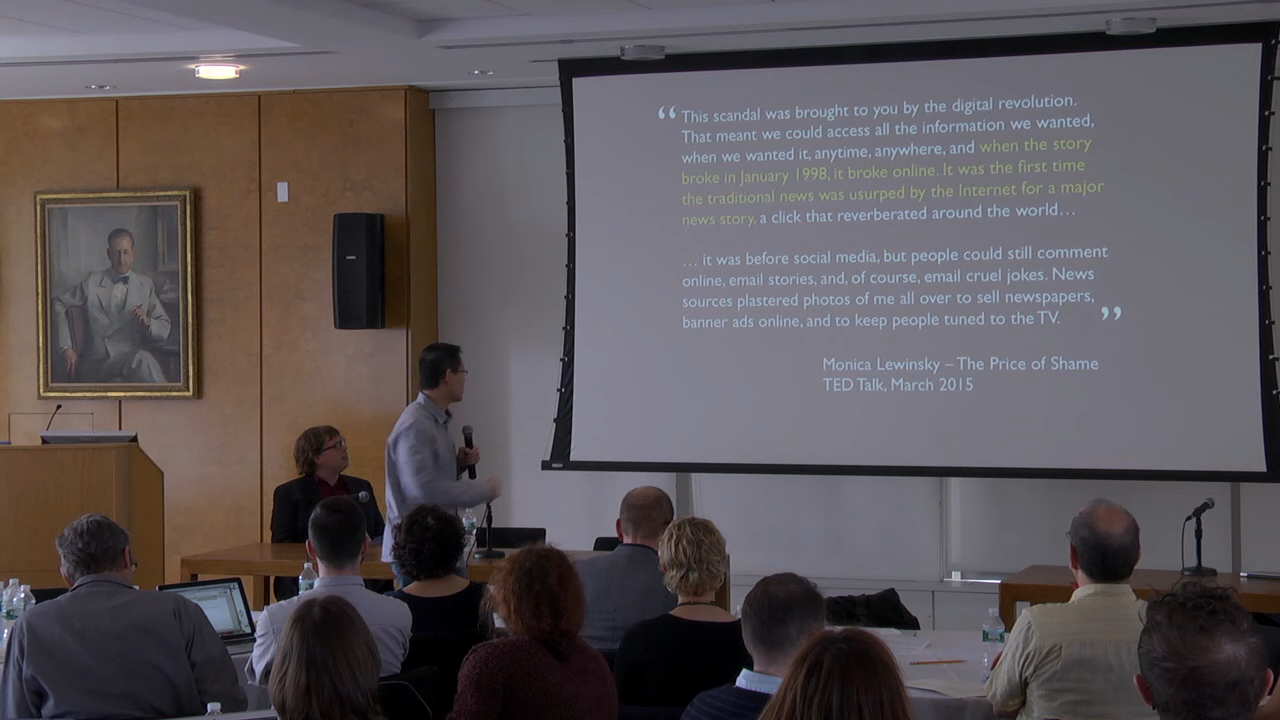 “ This scandal was brought to you by the digital revolution.
That meant we could access all the information we wanted,
when we wanted it, anytime, anywhere, and when the story
broke in January 1998, it broke online. It was the first time
the traditional news was usurped by the Internet for a major
news story, a click that reverberated around the world…
… it was before social media, but people could still comment
online, email stories, and, of course, email cruel jokes. News
sources plastered photos of me all over to sell newspapers,
banner ads online, and to keep people tuned to the TV. ”
Monica Lewinsky – The Price of Shame
TED Talk, March 2015